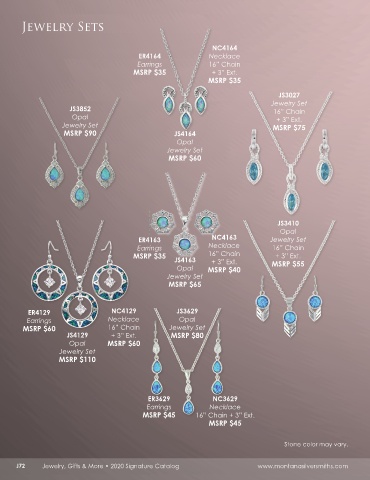 Jewelry Sets
ER4164
Earrings
MSRP $35
NC4164
Necklace
16" Chain
+ 3" Ext.
MSRP $35
JS4164
Opal
Jewelry Set
MSRP $60
JS3852
Opal
Jewelry Set
MSRP $90
JS3027
Jewelry Set
16" Chain
+ 3" Ext.
MSRP $75
ER4163
Earrings
MSRP $35
JS4163
Opal
Jewelry Set
MSRP $65
NC4163
Necklace
16" Chain
+ 3" Ext.
MSRP $40
JS3410
Opal
Jewelry Set
16" Chain
+ 3" Ext.
MSRP $55
ER4129
Earrings
MSRP $60
JS4129
Opal
Jewelry Set
MSRP $110
NC4129
Necklace
16" Chain
+ 3" Ext.
MSRP $60
JS3629
Opal
Jewelry Set
MSRP $80
ER3629
Earrings
MSRP $45
NC3629
Necklace
16" Chain + 3" Ext.
MSRP $45
Stone color may vary.
J72 Jewelry, Gifts & More • 2020 Signature Catalog www.montanasilversmiths.com